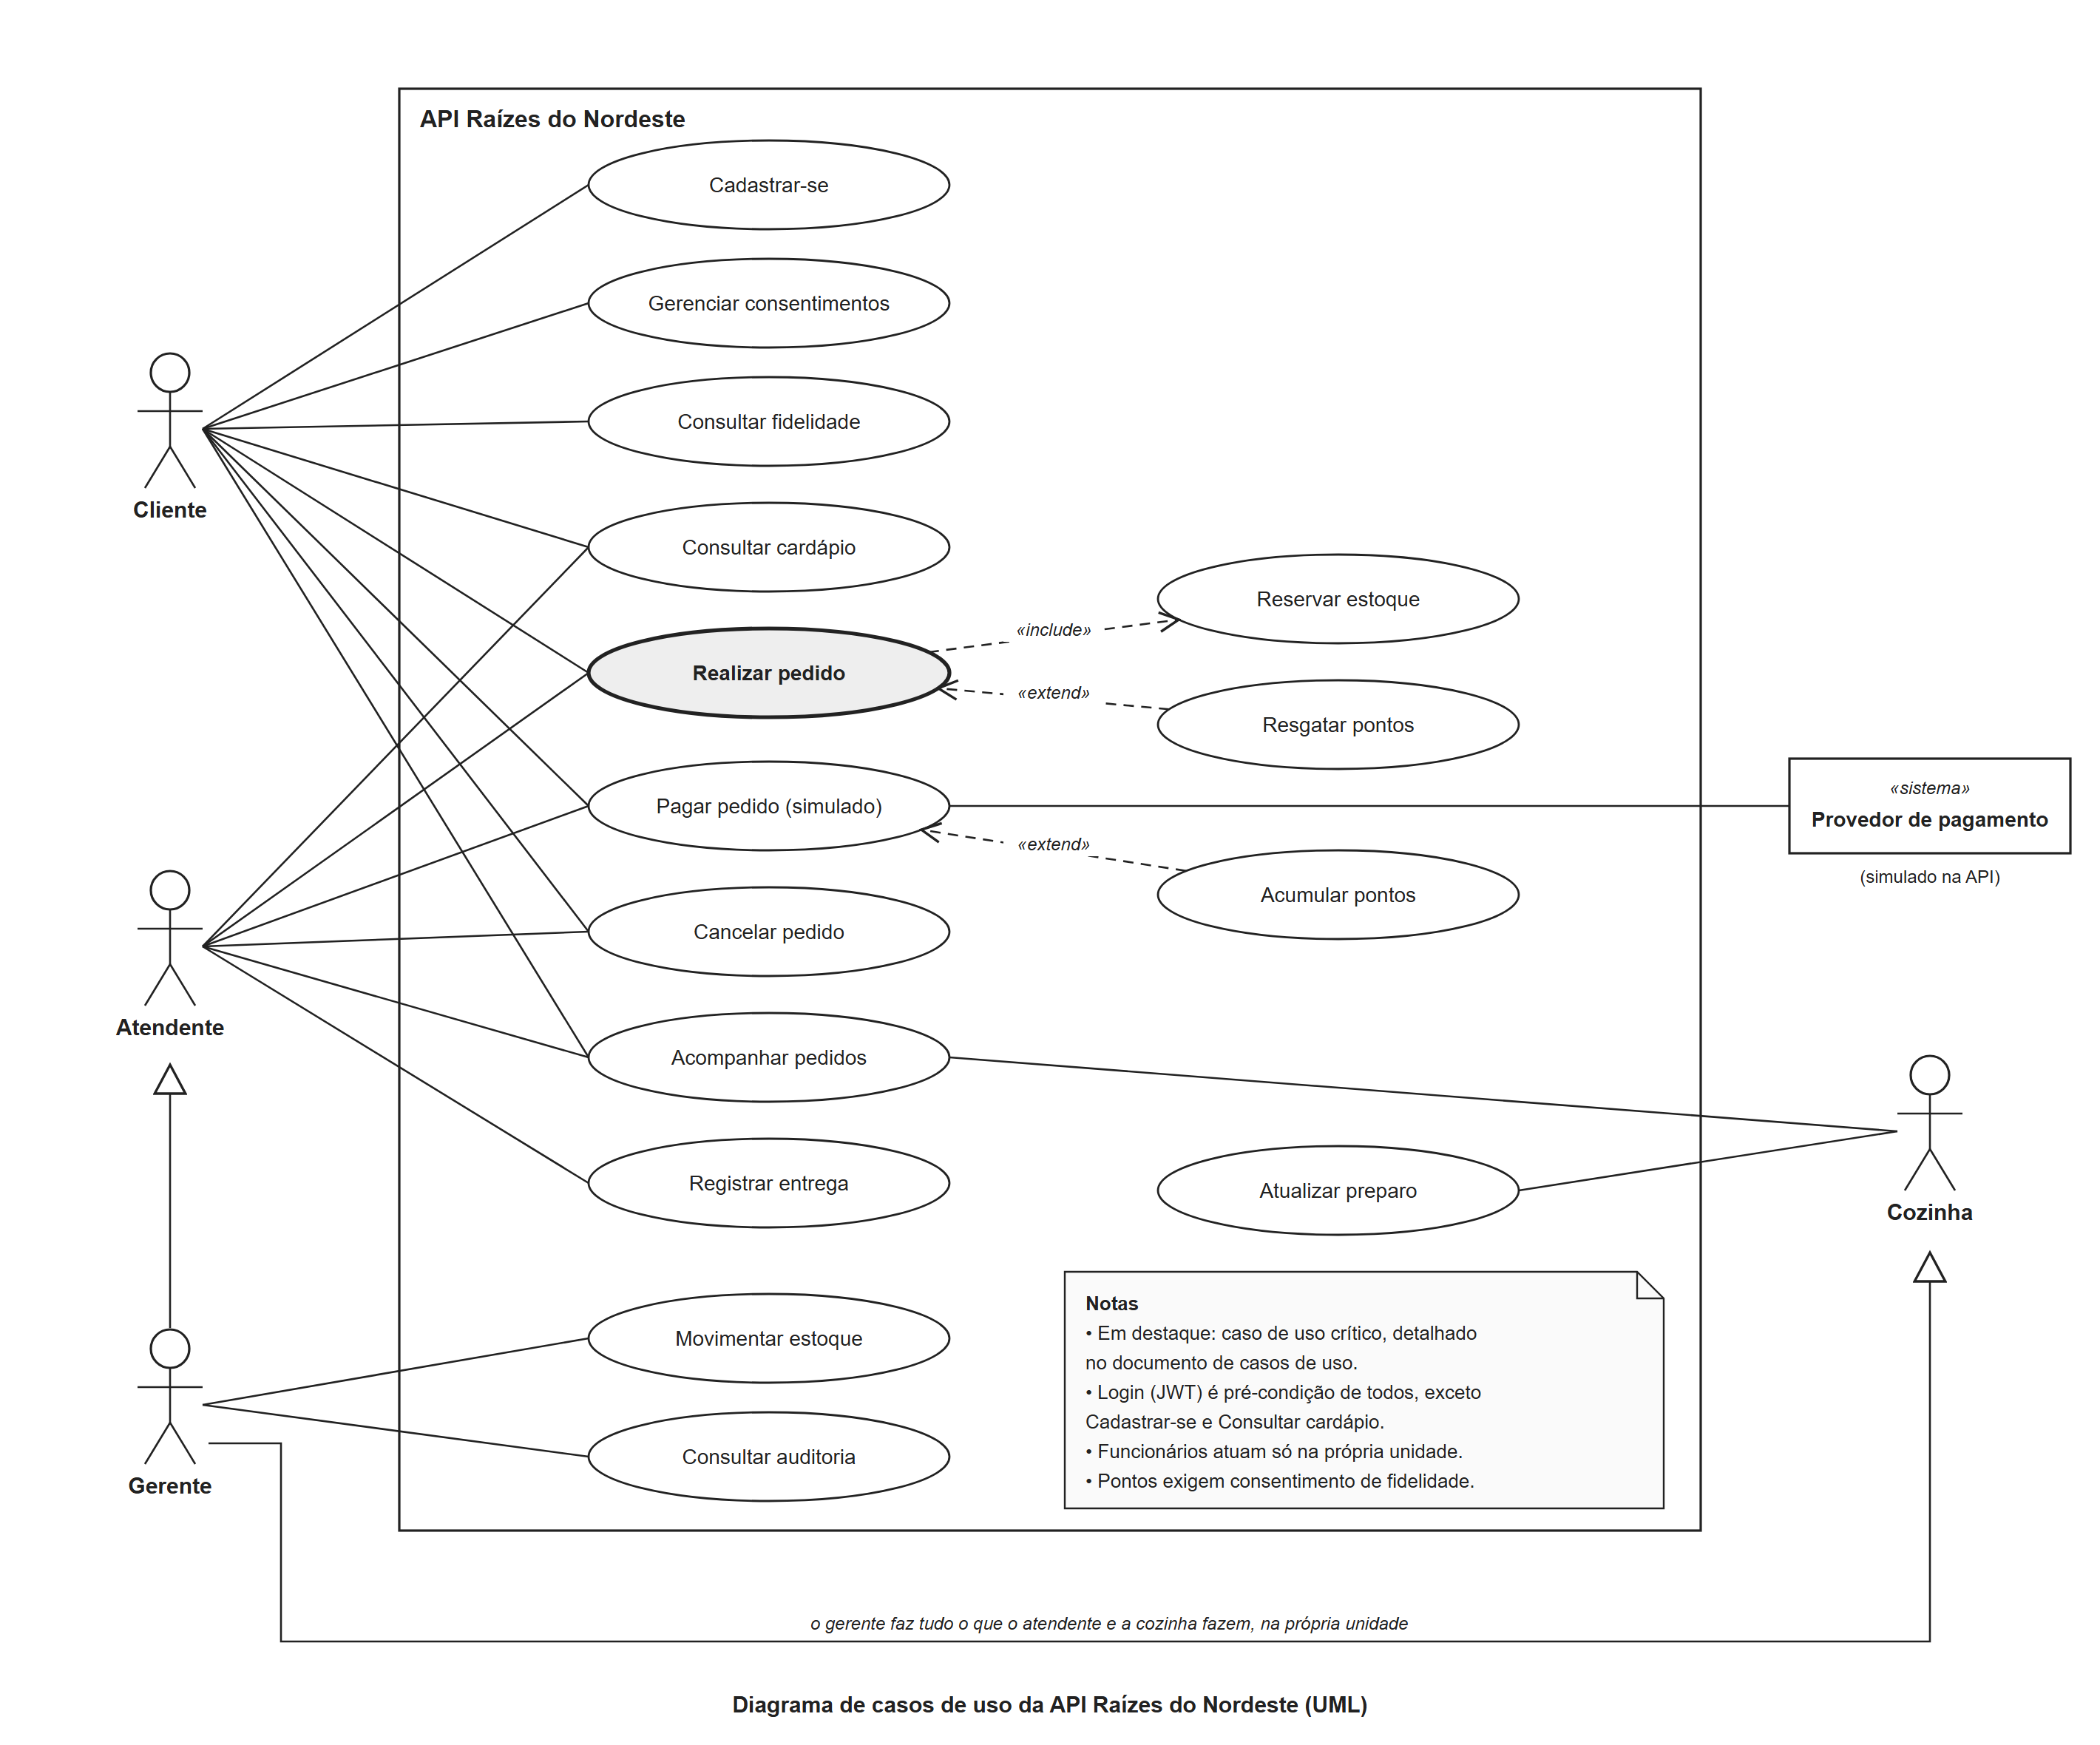 API Raízes do Nordeste
Cadastrar-se
Gerenciar consentimentos
Consultar fidelidade
Cliente
Consultar cardápio
Reservar estoque
«include»
Realizar pedido
«extend»
Resgatar pontos
«sistema»
Pagar pedido (simulado)
Provedor de pagamento
«extend»
(simulado na API)
Acumular pontos
Cancelar pedido
Atendente
Acompanhar pedidos
Registrar entrega
Atualizar preparo
Cozinha
Notas
• Em destaque: caso de uso crítico, detalhado
no documento de casos de uso.
• Login (JWT) é pré-condição de todos, exceto
Cadastrar-se e Consultar cardápio.
• Funcionários atuam só na própria unidade.
• Pontos exigem consentimento de fidelidade.
Movimentar estoque
Consultar auditoria
Gerente
o gerente faz tudo o que o atendente e a cozinha fazem, na própria unidade
Diagrama de casos de uso da API Raízes do Nordeste (UML)